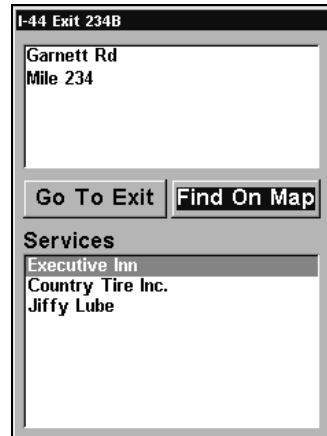 I-44 Exit 234B
Garnett Rd
Mile 234
Go To Exit Find On Map
Services
Executive Inn
Country Tire Inc.
Jiffy Lube